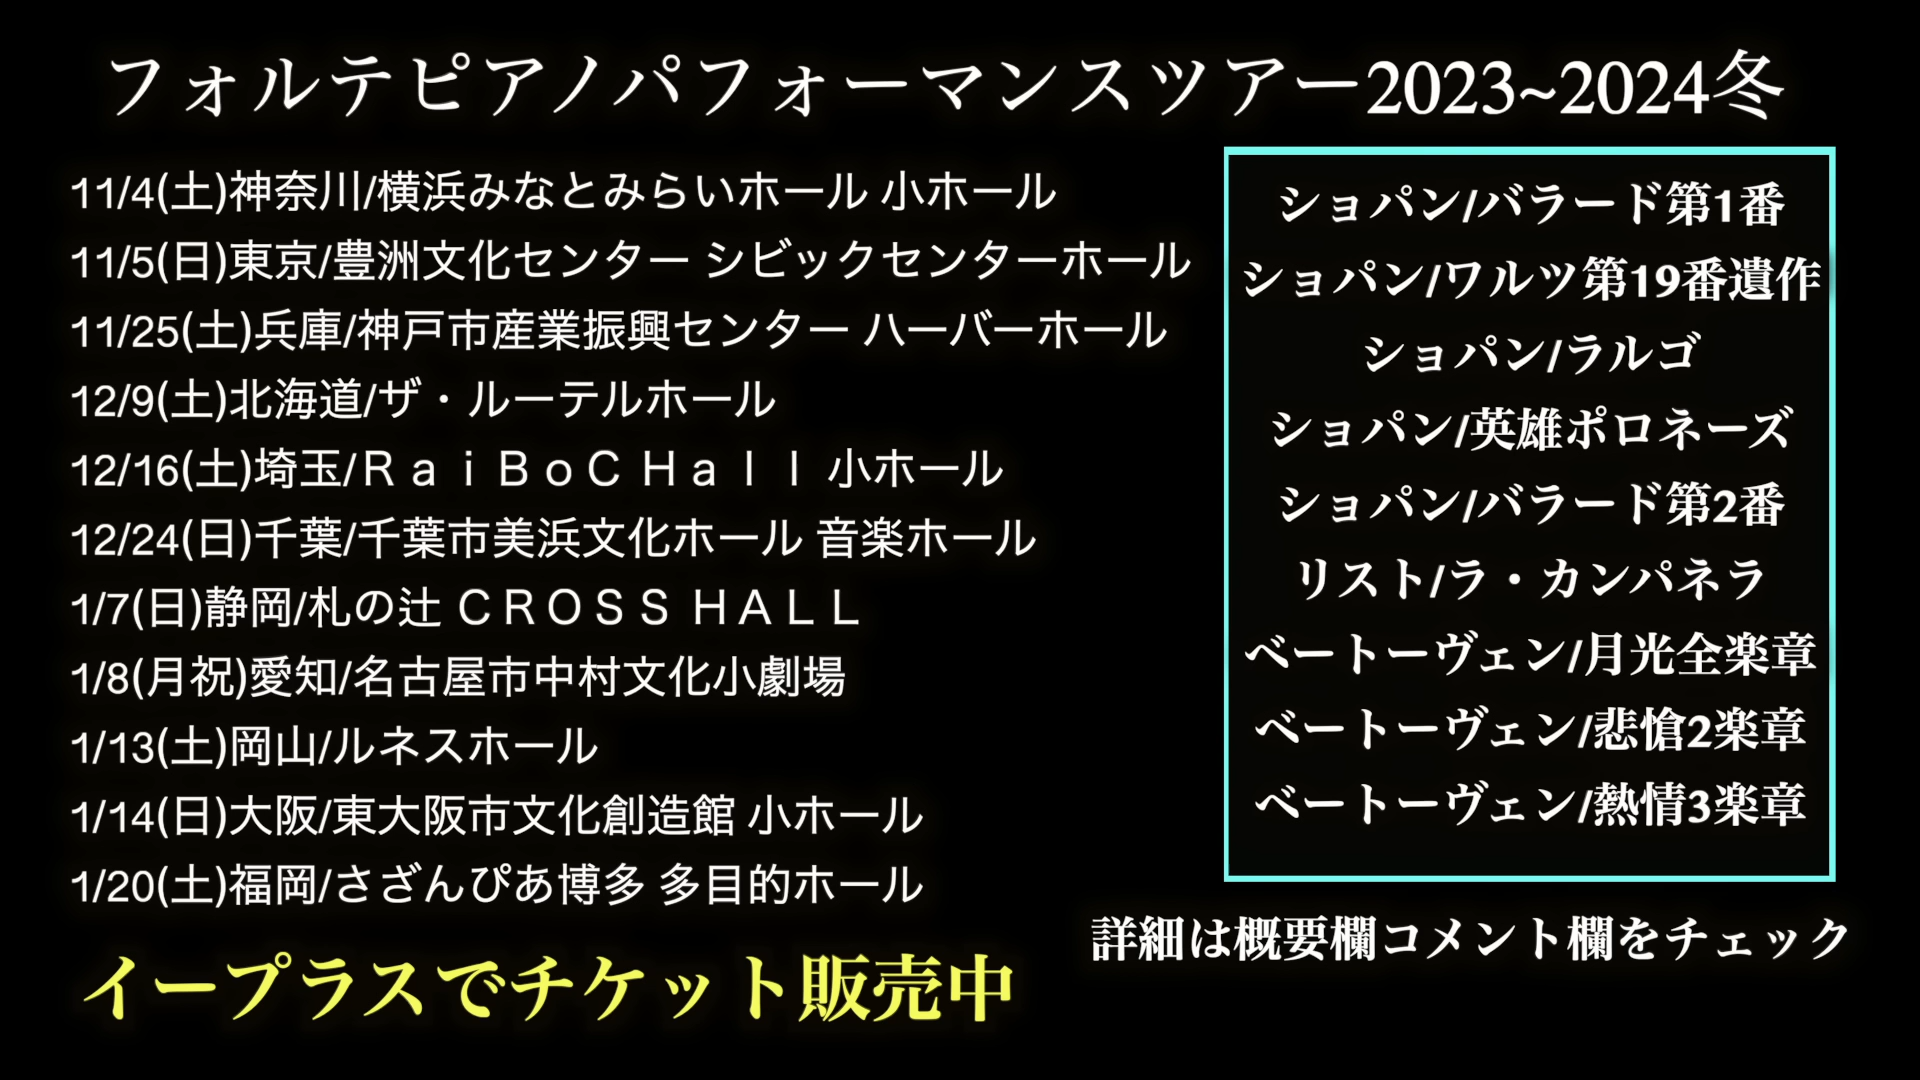 フォルテピアノパフォーマンスツアー2023~2024冬
11/4(土)神奈川/横浜みなとみらいホール 小ホール
11/5(日)東京/豊洲文化センター シビックセンターホール
11/25(土)兵庫/神戸市産業振興センター ハーバーホール
12/9(土)北海道/ザ・ルーテルホール
12/16(土)埼玉/ＲａｉＢｏＣ Ｈａｌｌ 小ホール
12/24(日)千葉/千葉市美浜文化ホール 音楽ホール
1/7(日)静岡/札の辻 ＣＲＯＳＳ ＨＡＬＬ
1/8(月祝)愛知/名古屋市中村文化小劇場
1/13(土)岡山/ルネスホール
1/14(日)大阪/東大阪市文化創造館 小ホール
1/20(土)福岡/さざんぴあ博多 多目的ホール
イープラスでチケット販売中
ショパン/バラード第1番
ショパン/ワルツ第19番遺作
ショパン/ラルゴ
ショパン/英雄ポロネーズ
ショパン/バラード第2番
リスト/ラ・カンパネラ
ベートーヴェン/月光全楽章
ベートーヴェン/悲愴2楽章
ベートーヴェン/熱情3楽章
詳細は概要欄コメント欄をチェック